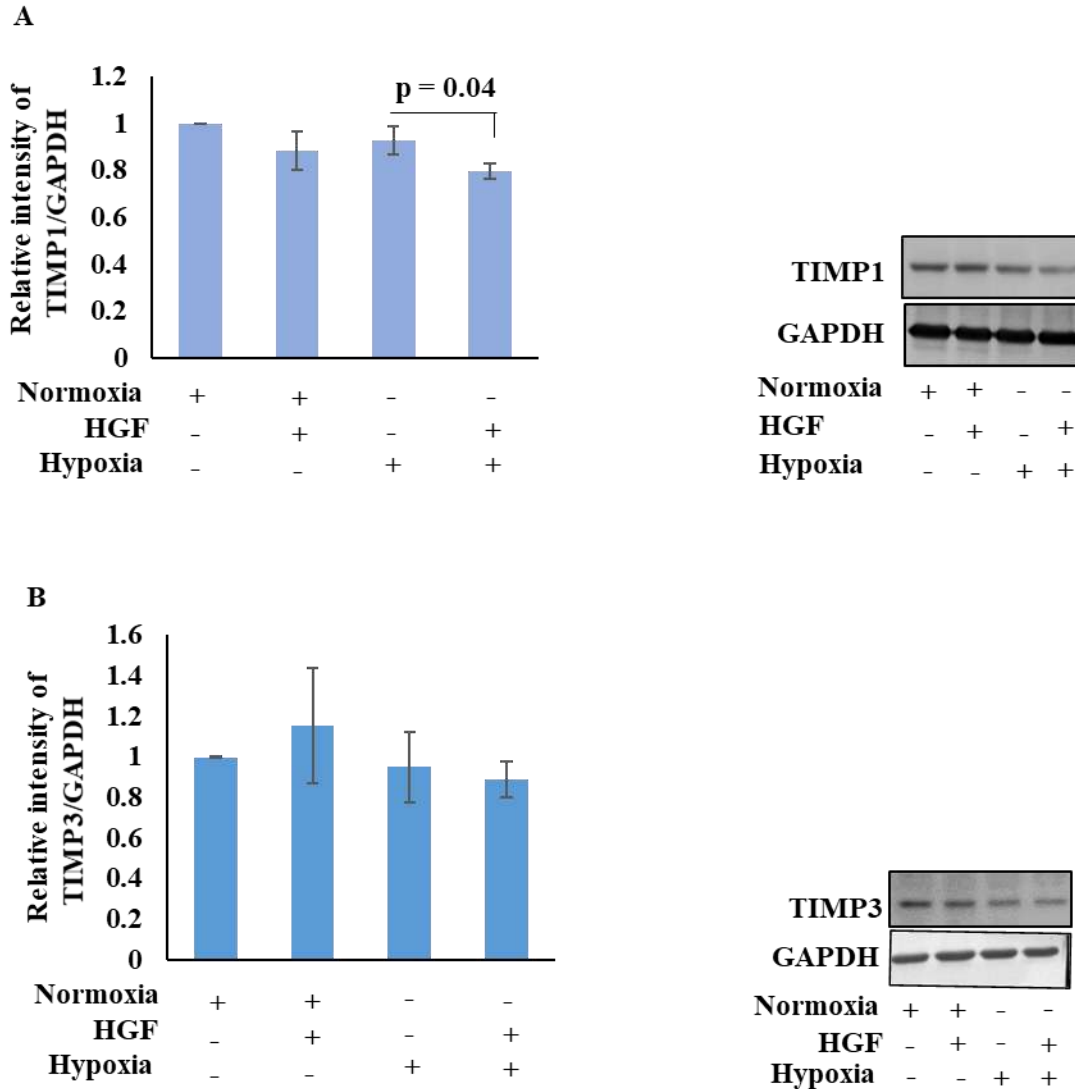 A
p = 0.04
Relative intensity of
TIMP1/GAPDH
1.2
1
0.8
0.6
0.4
0.2
0
Normoxia + + - -
HGF - + - +
Hypoxia - - + +
TIMP1
GAPDH
Normoxia + + - -
HGF - + - +
Hypoxia - - + +
B
Relative intensity of
TIMP3/GAPDH
1.6
1.4
1.2
1
0.8
0.6
0.4
0.2
0
Normoxia + + - -
HGF - + - +
Hypoxia - - + +
TIMP3
GAPDH
Normoxia + + - -
HGF - + - +
Hypoxia - - + +